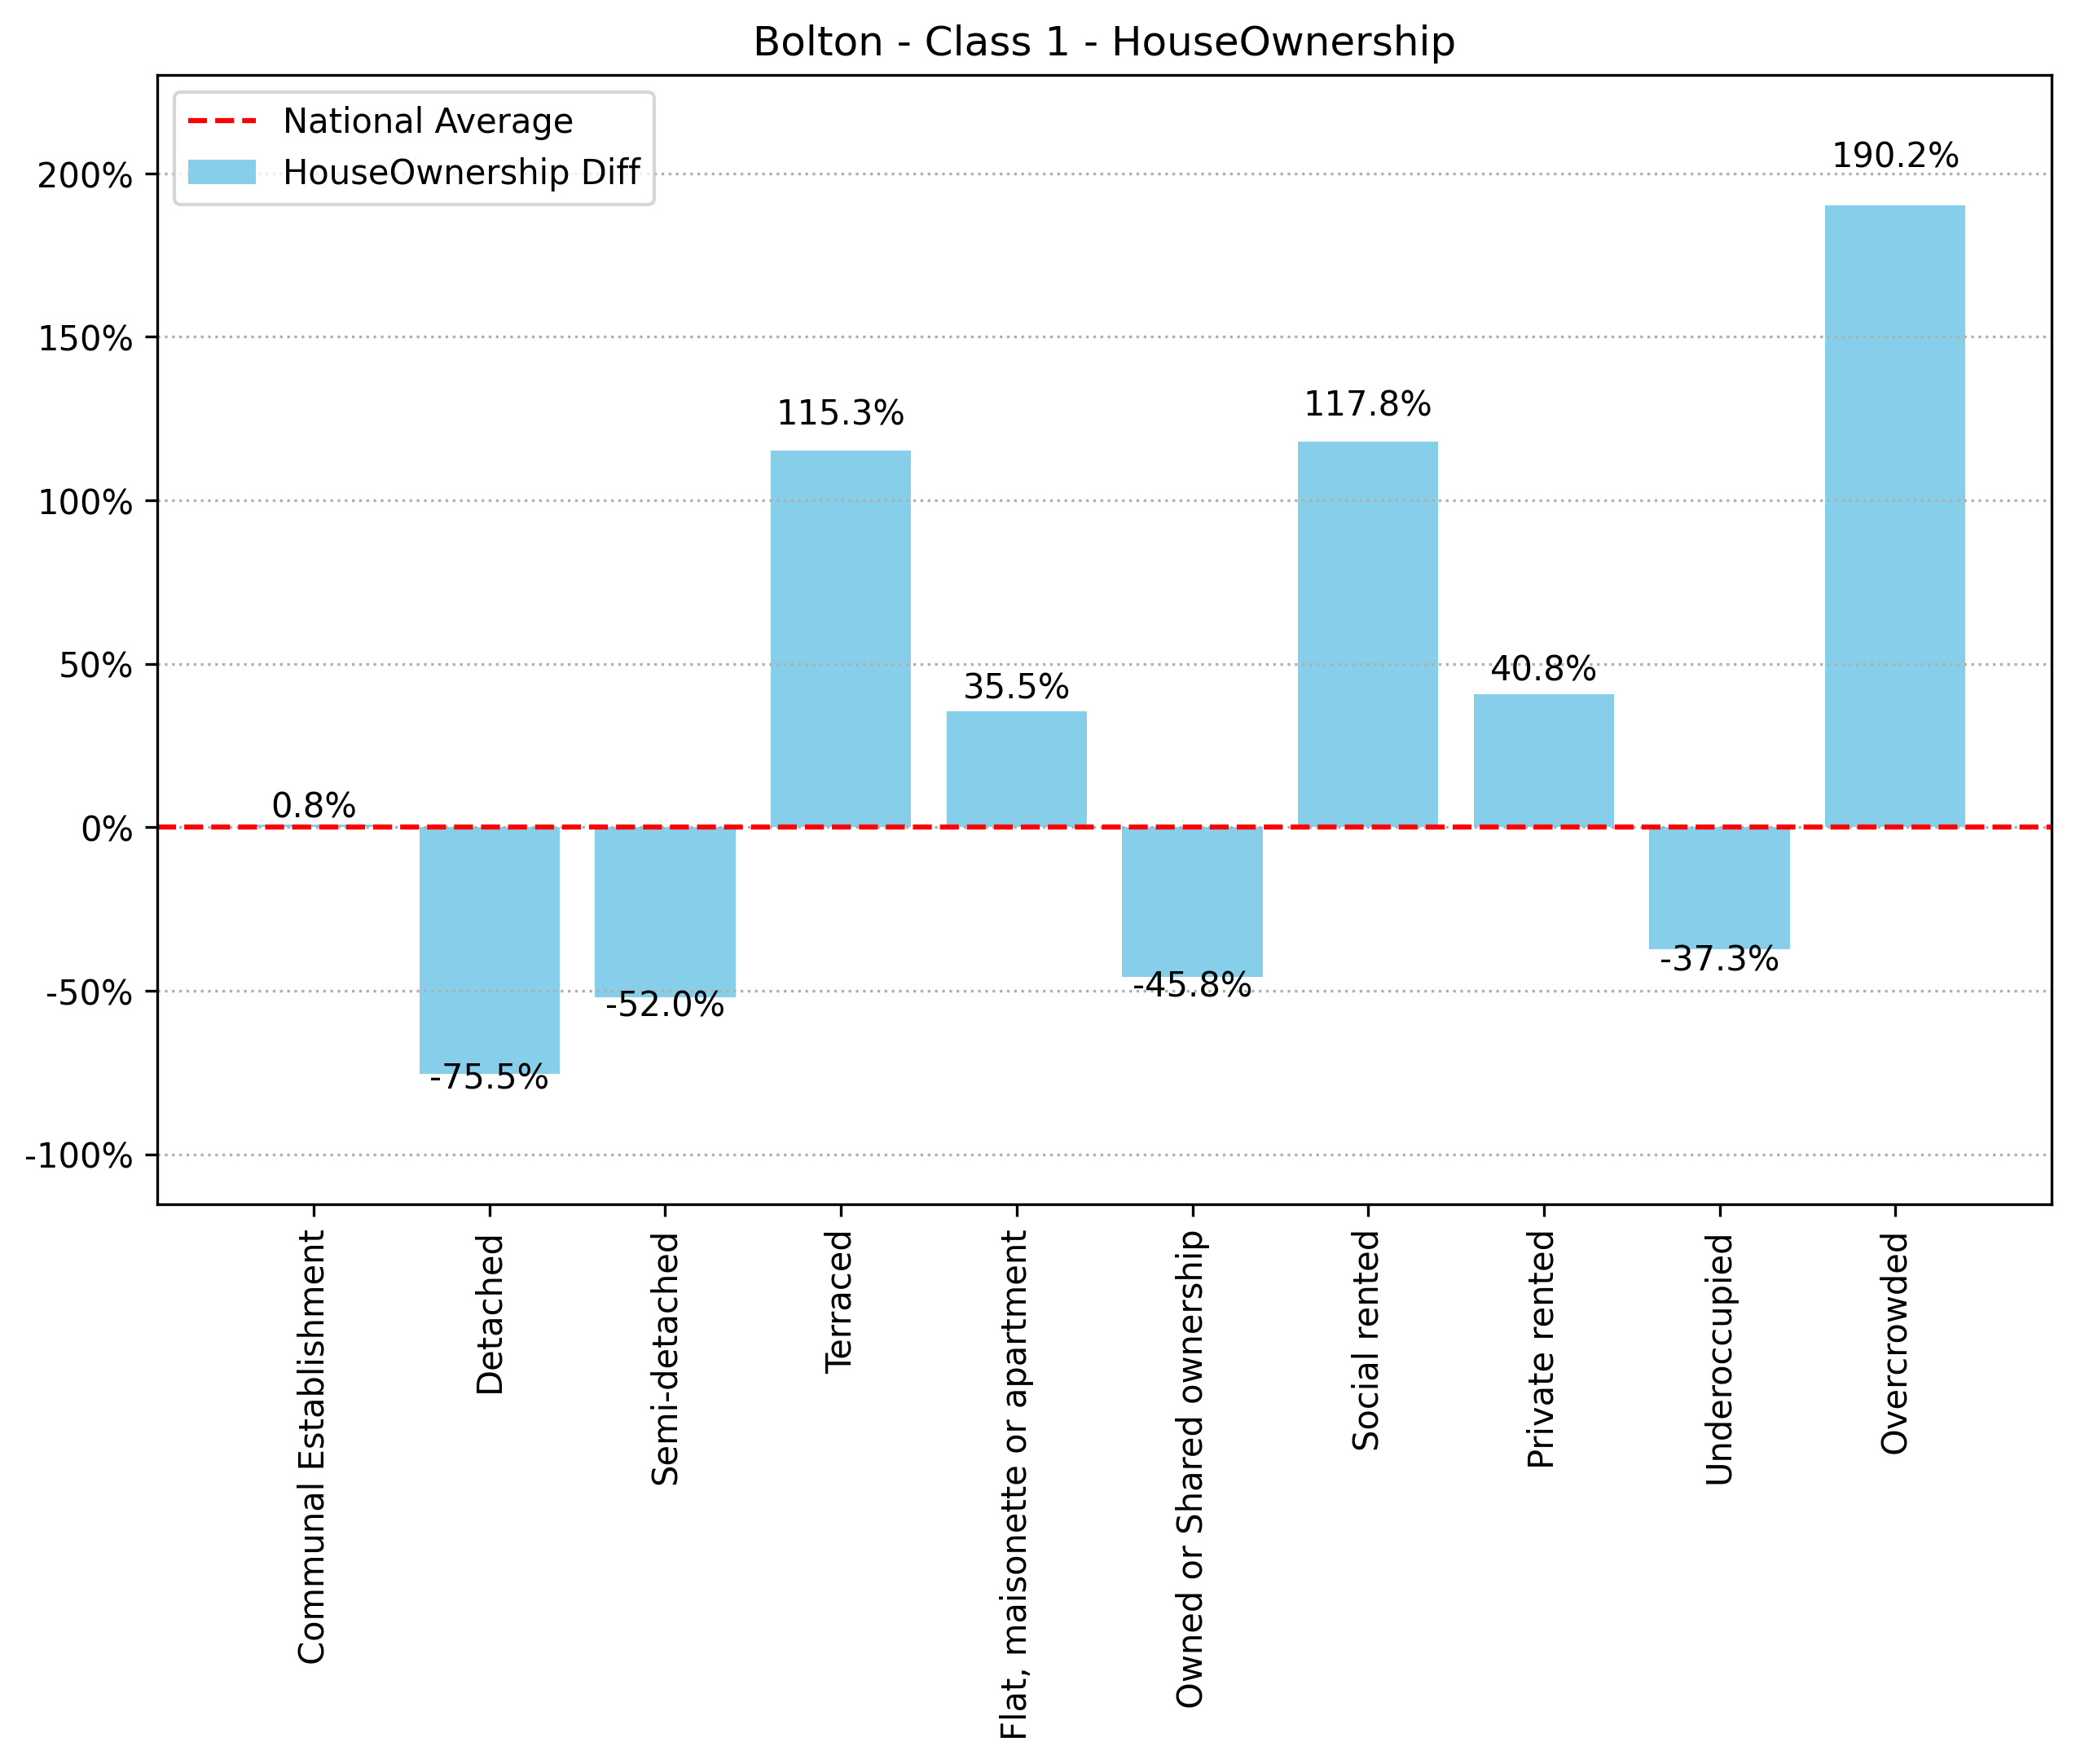 Bolton - Class 1 - HouseOwnership
National Average
HouseOwnership Diff
200%
150%
100%
50%
0%
-50%
-100%
0.8%
-75.5%
-52.0%
115.3%
35.5%
-45.8%
117.8%
40.8%
-37.3%
190.2%
Communal Establishment
Detached
Semi-detached
Terraced
Flat, maisonette or apartment
Owned or Shared ownership
Social rented
Private rented
Underoccupied
Overcrowded